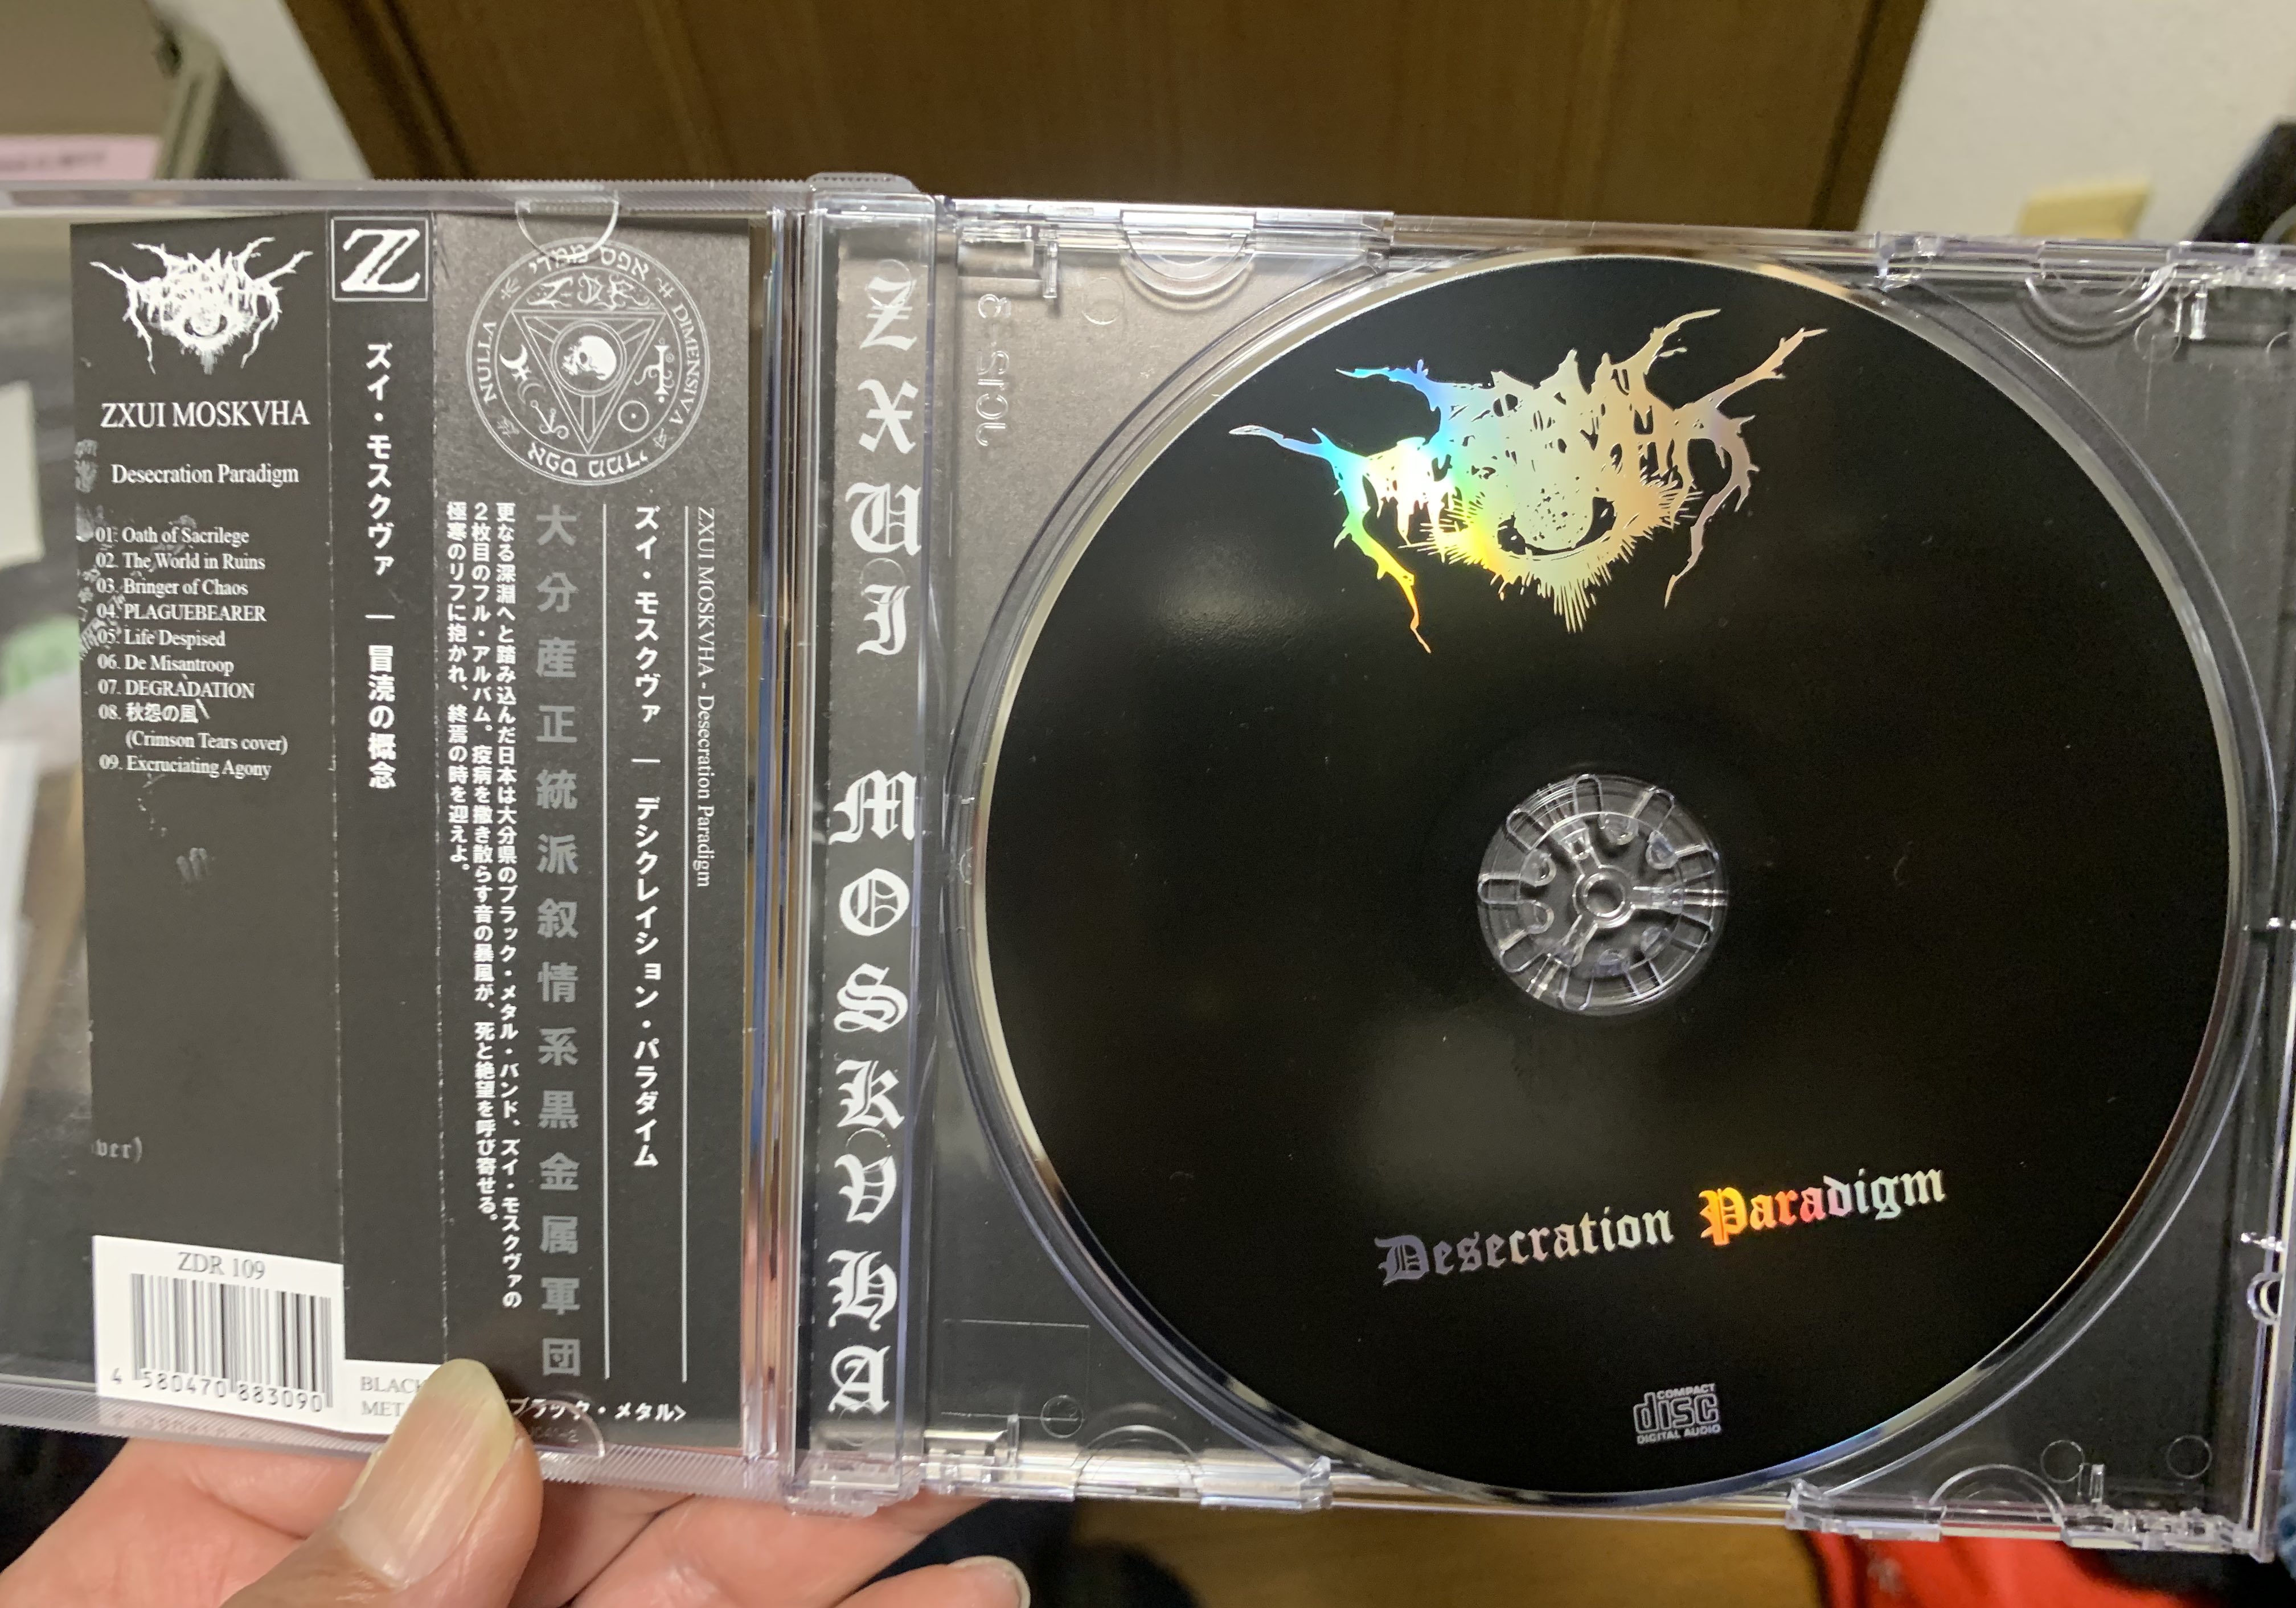 ZXUI MOSKVHA
Desecration Paradigm
01. Oath of Sacrilege
02. The World in Ruins
03. Bringer of Chaos
04. PLAGUEBEARER
05. Life Despised
06. De Misantroop
07. DEGRADATION
08. 秋怨の風
(Crimson Tears cover)
09. Excruciating Agony
ver)
ZDR 109
4 580470 883090
Z
ズイ・モスクヴァ — 冒涜の概念
BLACK
MET
NULLA
DIMENSIVA
אפס ממדי
אפס ממדי
ZXUI MOSKVHA - Desecration Paradigm
ズイ・モスクヴァ — デシクレイション・パラダイム
大分産正統派叙情系黒金属軍団
更なる深淵へと踏み込んだ日本は大分県のブラック・メタル・バンド、ズイ・モスクヴァの
2枚目のフル・アルバム。疫病を撒き散らす音の暴風が、死と絶望を呼び寄せる。
極寒のリフに抱かれ、終焉の時を迎えよ。
ブラック・メタル>
ZXUI MOSKVHA
Desecration Paradigm
COMPACT
disc
DIGITAL AUDIO